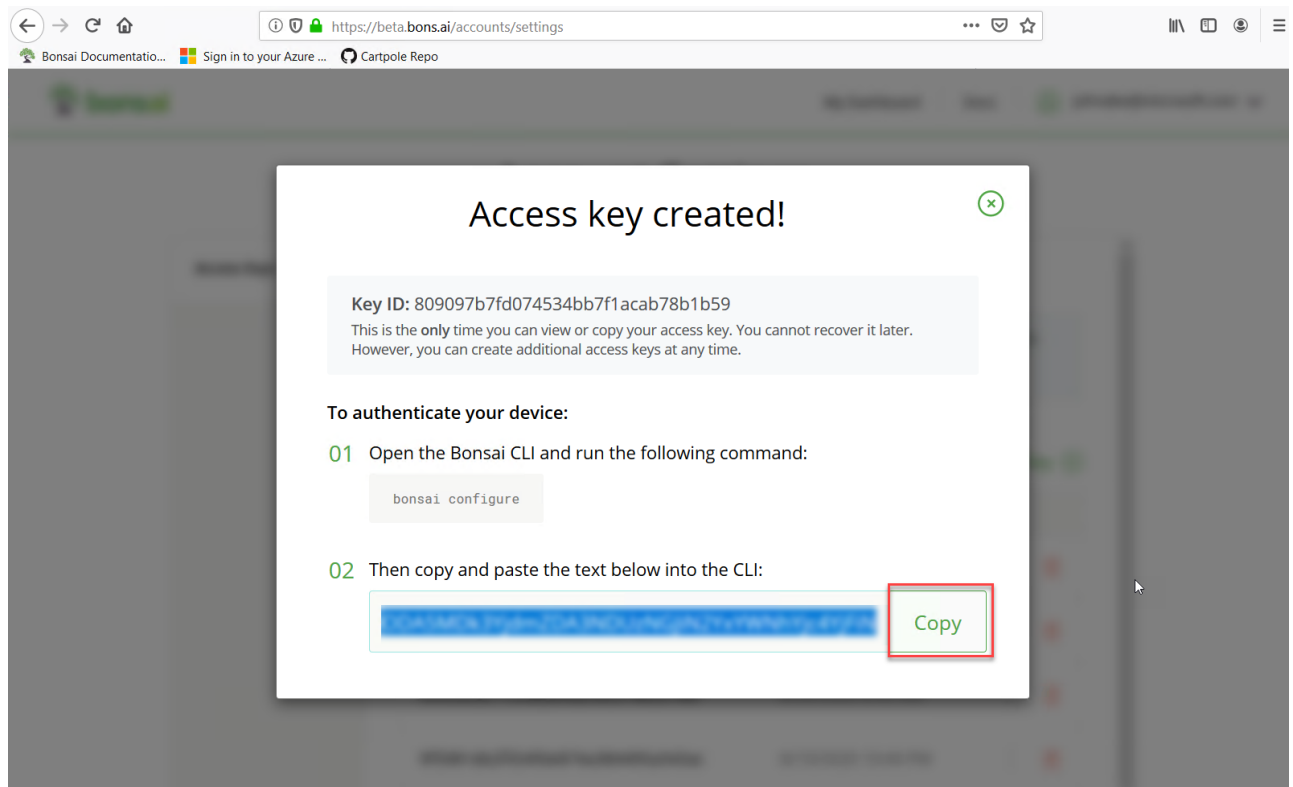 https://beta.bons.ai/accounts/settings
Bonsai Documentatio... Sign in to your Azure ... Cartpole Repo
Access key created!
Key ID: 809097b7fd074534bb7f1acab78b1b59
This is the only time you can view or copy your access key. You cannot recover it later.
However, you can create additional access keys at any time.
To authenticate your device:
01 Open the Bonsai CLI and run the following command:
bonsai configure
02 Then copy and paste the text below into the CLI:
Copy